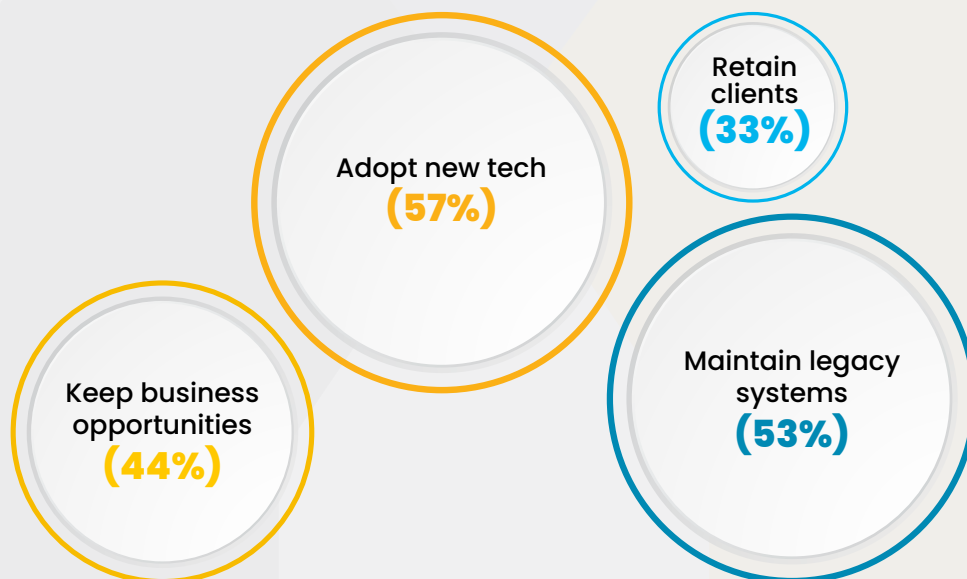 Retain
clients
(33%)
Adopt new tech
(57%)
Maintain legacy
systems
(53%)
Keep business
opportunities
(44%)